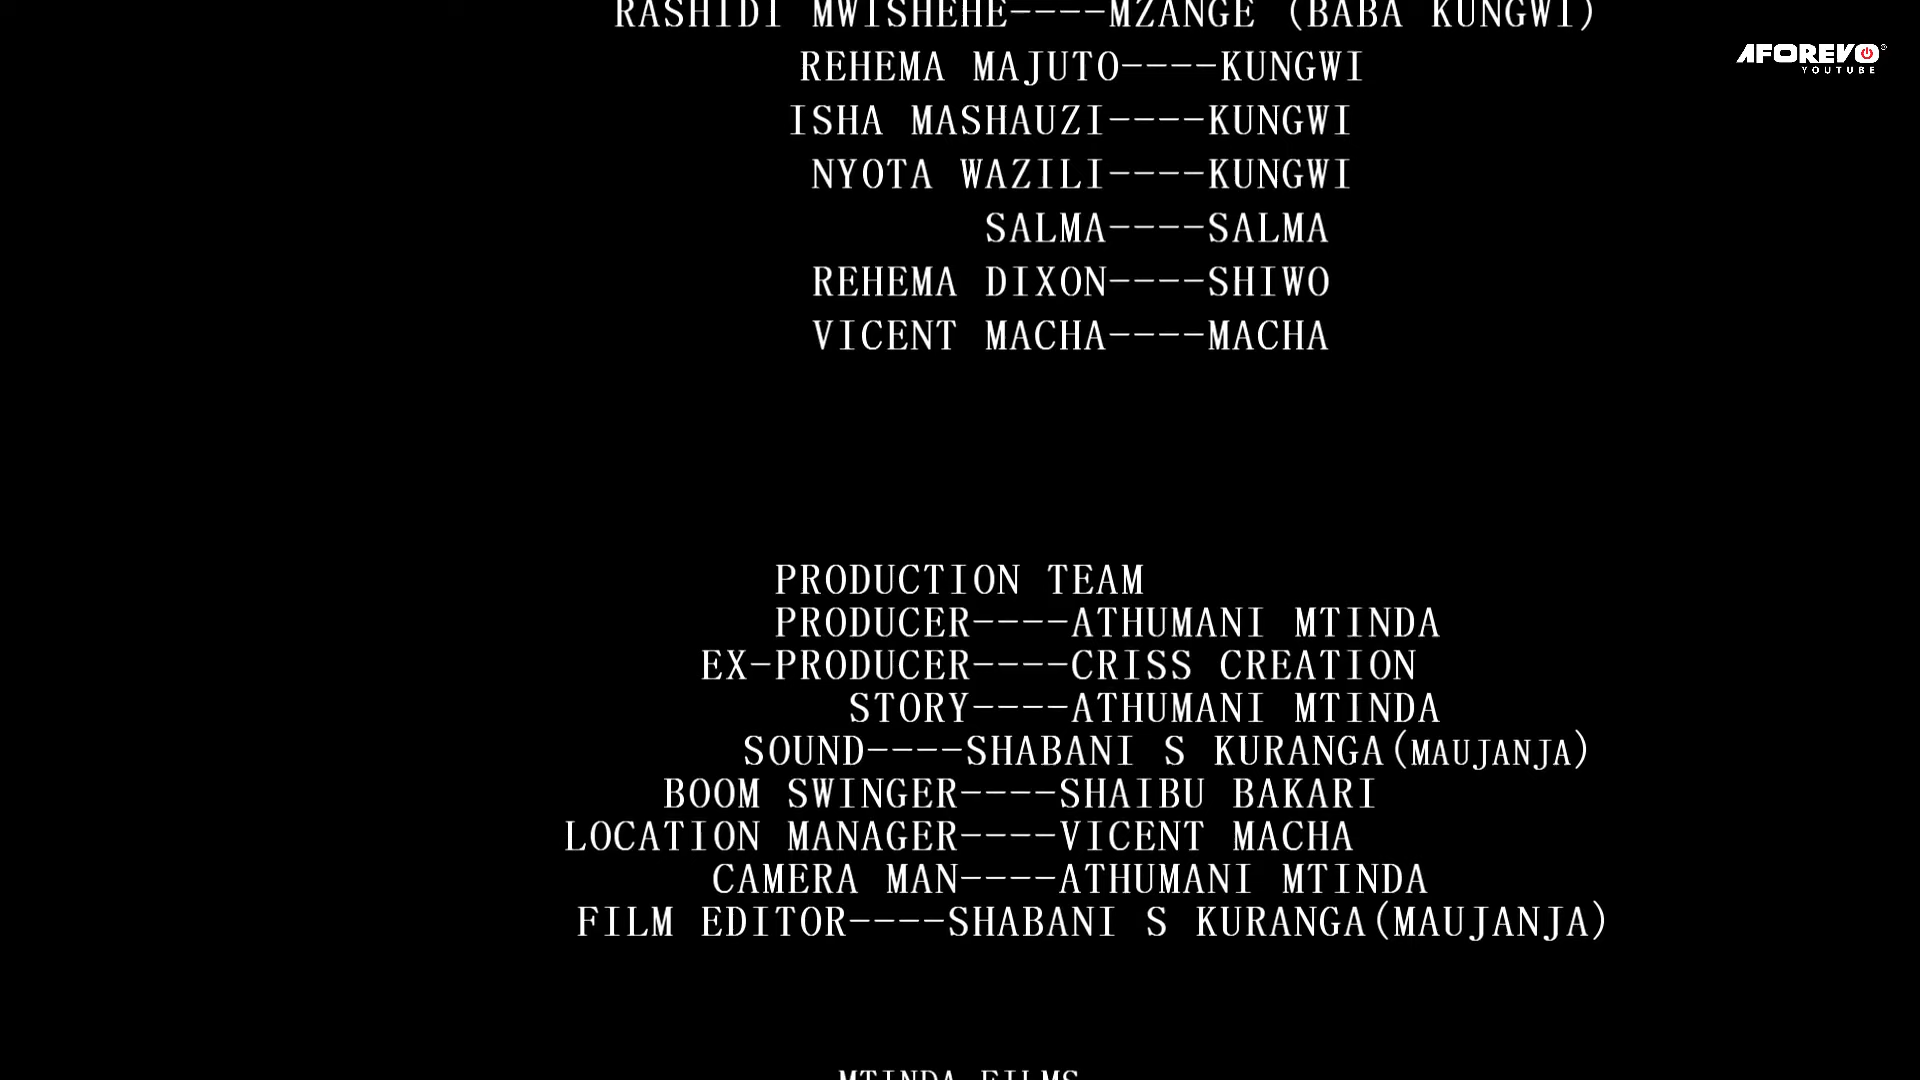 RASHIDI MWISHEHE----MZANGE (BABA KUNGWI)
AFOREVO
YOUTUBE
REHEMA MAJUTO----KUNGWI
ISHA MASHAUZI----KUNGWI
NYOTA WAZILI----KUNGWI
SALMA----SALMA
REHEMA DIXON----SHIWO
VICENT MACHA----MACHA
PRODUCTION TEAM
PRODUCER----ATHUMANI MTINDA
EX-PRODUCER----CRISS CREATION
STORY----ATHUMANI MTINDA
SOUND----SHABANI S KURANGA(MAUJANJA)
BOOM SWINGER----SHAIBU BAKARI
LOCATION MANAGER----VICENT MACHA
CAMERA MAN----ATHUMANI MTINDA
FILM EDITOR----SHABANI S KURANGA(MAUJANJA)
MTINDA FILMS